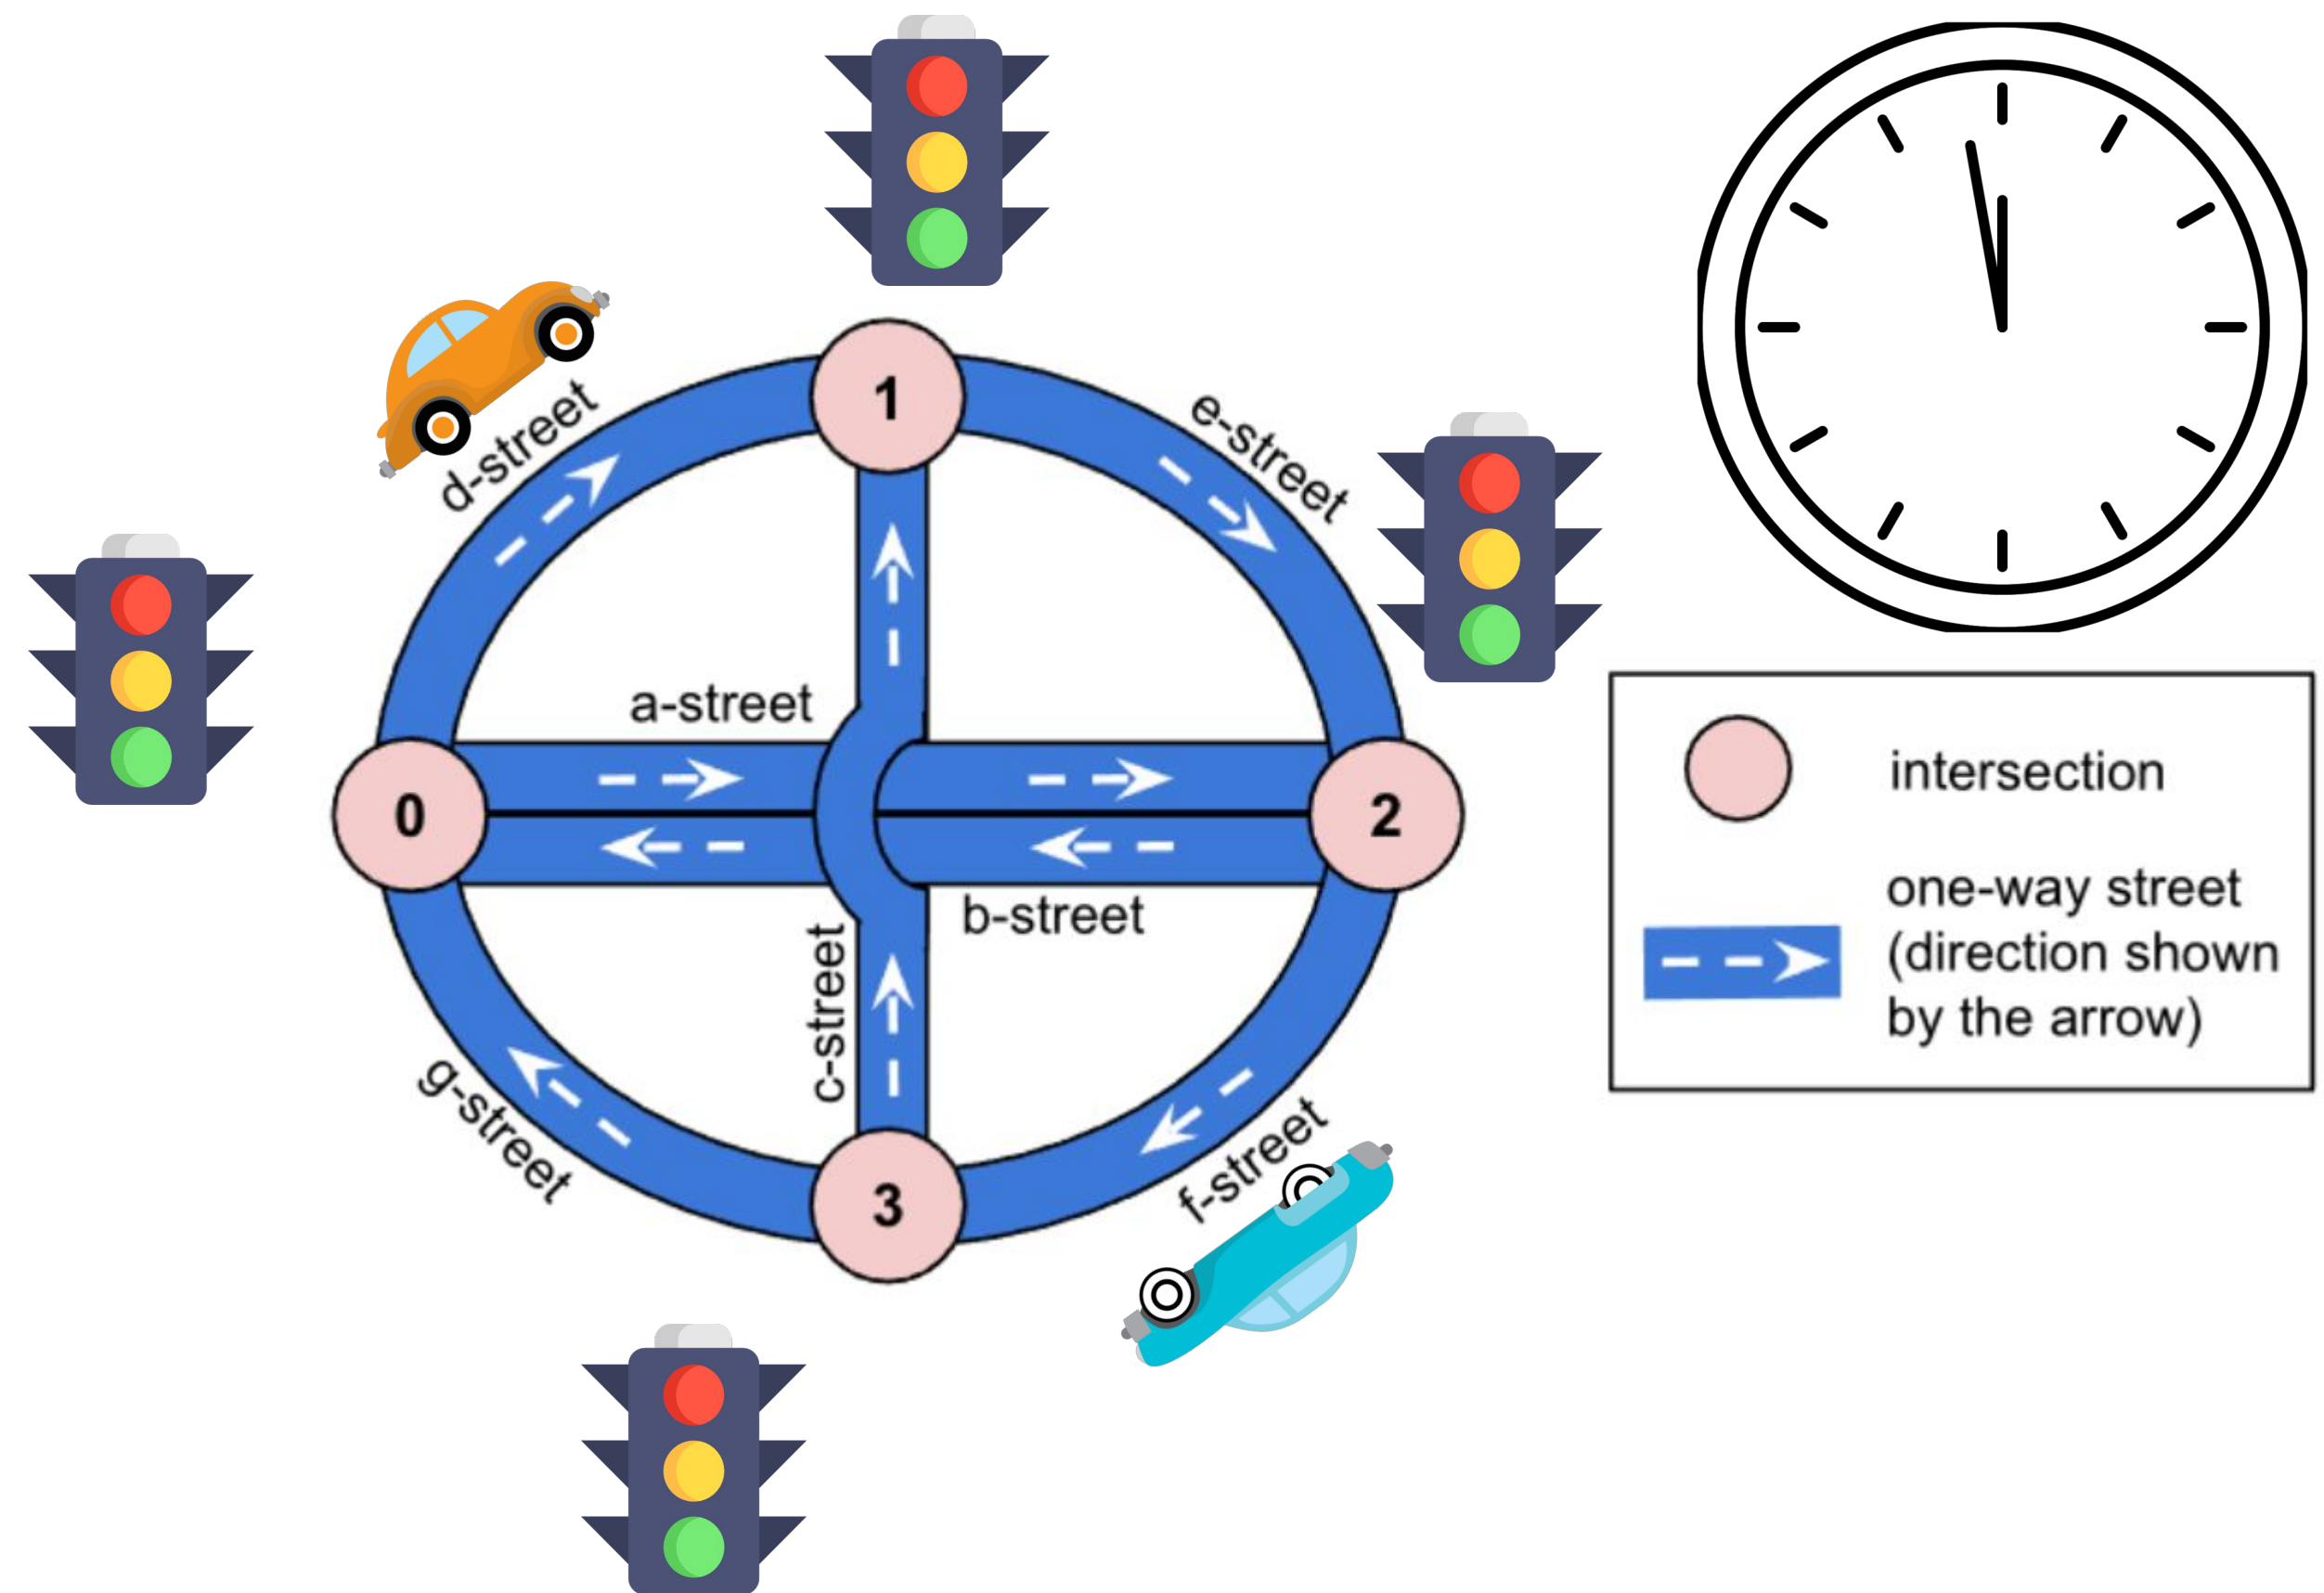 1
d-street
e-street
a-street
0
2
b-street
c-street
g-street
f-street
3
intersection
one-way street
(direction shown
by the arrow)